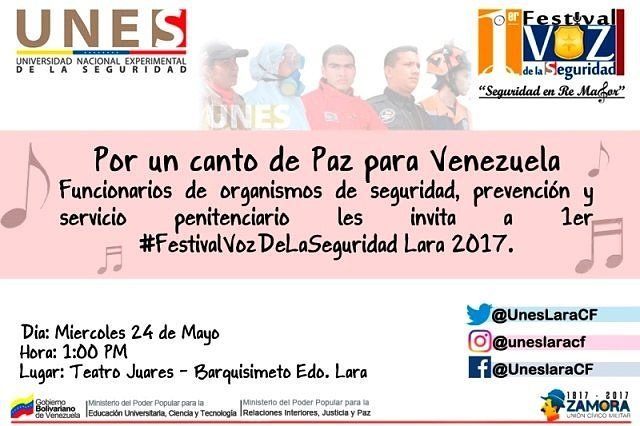 UNES
UNIVERSIDAD NACIONAL EXPERIMENTAL
DE LA SEGURIDAD
UNES
1er Festival
VOZ
de la Seguridad
"Seguridad en Re Mayor"
Por un canto de Paz para Venezuela
Funcionarios de organismos de seguridad, prevención y
servicio penitenciario les invita a 1er
#FestivalVozDeLaSeguridad Lara 2017.
Dia: Miercoles 24 de Mayo
Hora: 1:00 PM
Lugar: Teatro Juares - Barquisimeto Edo. Lara
@UnesLaraCF
@uneslaracf
@UneslaraCF
Gobierno
Bolivariano
de Venezuela
Ministerio del Poder Popular para la
Educación Universitaria, Ciencia y Tecnología
Ministerio del Poder Popular para
Relaciones Interiores, Justicia y Paz
1817 - 2017
ZAMORA
UNIÓN CÍVICO MILITAR